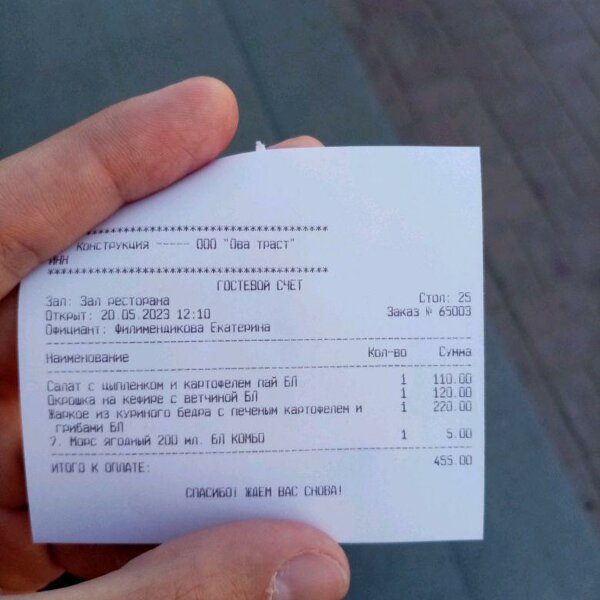 ************************************************
Конструкция ----- ООО "Ова траст"
ИНН
************************************************
ГОСТЕВОЙ СЧЕТ
Зал: Зал ресторана Стол: 25
Открыт: 20.05.2023 12:10 Заказ № 65003
Официант: Филимендикова Екатерина
Наименование Кол-во Сумма
Салат с цыпленком и картофелем пай БЛ 1 110.00
Окрошка на кефире с ветчиной БЛ 1 120.00
Жаркое из куриного бедра с печеным картофелем и 1 220.00
грибами БЛ
7. Морс ягодный 200 мл. БЛ КОМБО 1 5.00
ИТОГО К ОПЛАТЕ: 455.00
СПАСИБО! ЖДЕМ ВАС СНОВА!